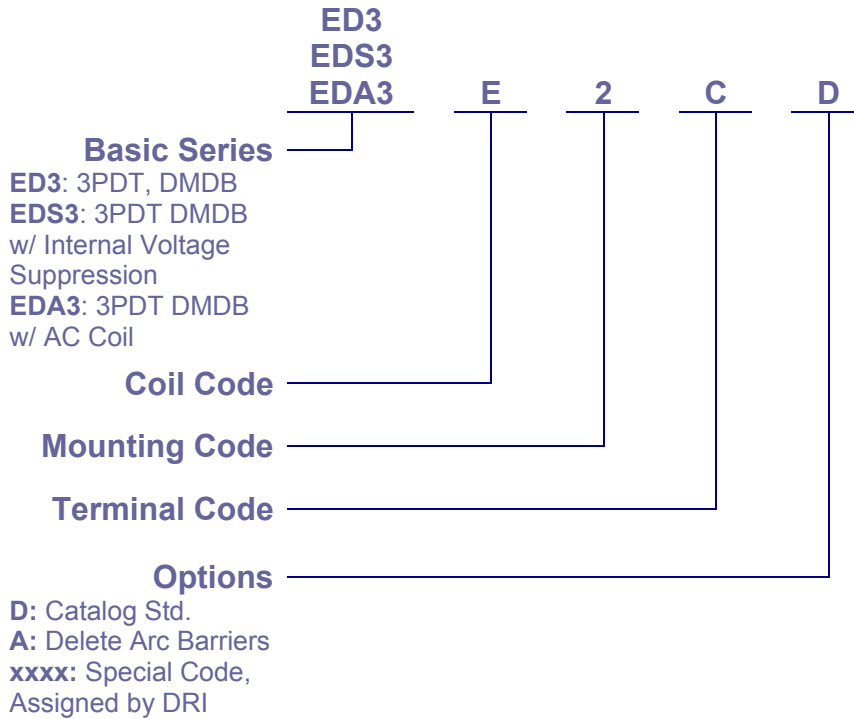 ED3
EDS3
EDA3 E 2 C D
Basic Series
ED3: 3PDT, DMDB
EDS3: 3PDT DMDB
w/ Internal Voltage
Suppression
EDA3: 3PDT DMDB
w/ AC Coil
Coil Code
Mounting Code
Terminal Code
Options
D: Catalog Std.
A: Delete Arc Barriers
xxxx: Special Code,
Assigned by DRI